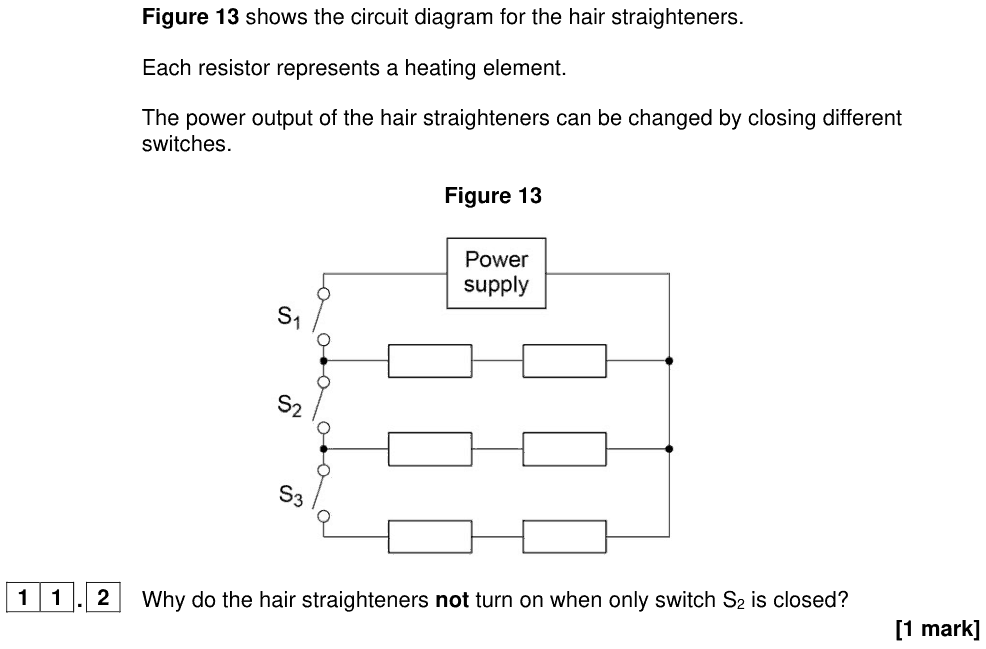 Figure 13 shows the circuit diagram for the hair straighteners.
Each resistor represents a heating element.
The power output of the hair straighteners can be changed by closing different
switches.
Figure 13
Power
supply
S₁
S₂
S₃
1 1 . 2 Why do the hair straighteners not turn on when only switch S₂ is closed?
[1 mark]